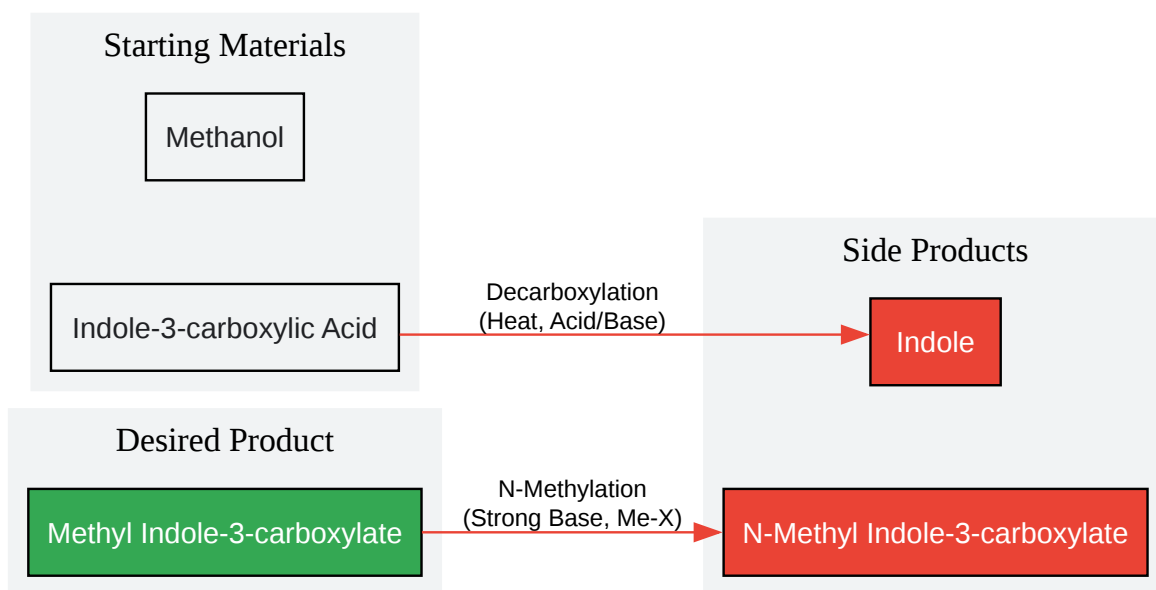 Starting Materials
Methanol
Indole-3-carboxylic Acid
Decarboxylation
(Heat, Acid/Base)
Side Products
Indole
Desired Product
Methyl Indole-3-carboxylate
N-Methylation
(Strong Base, Me-X)
N-Methyl Indole-3-carboxylate